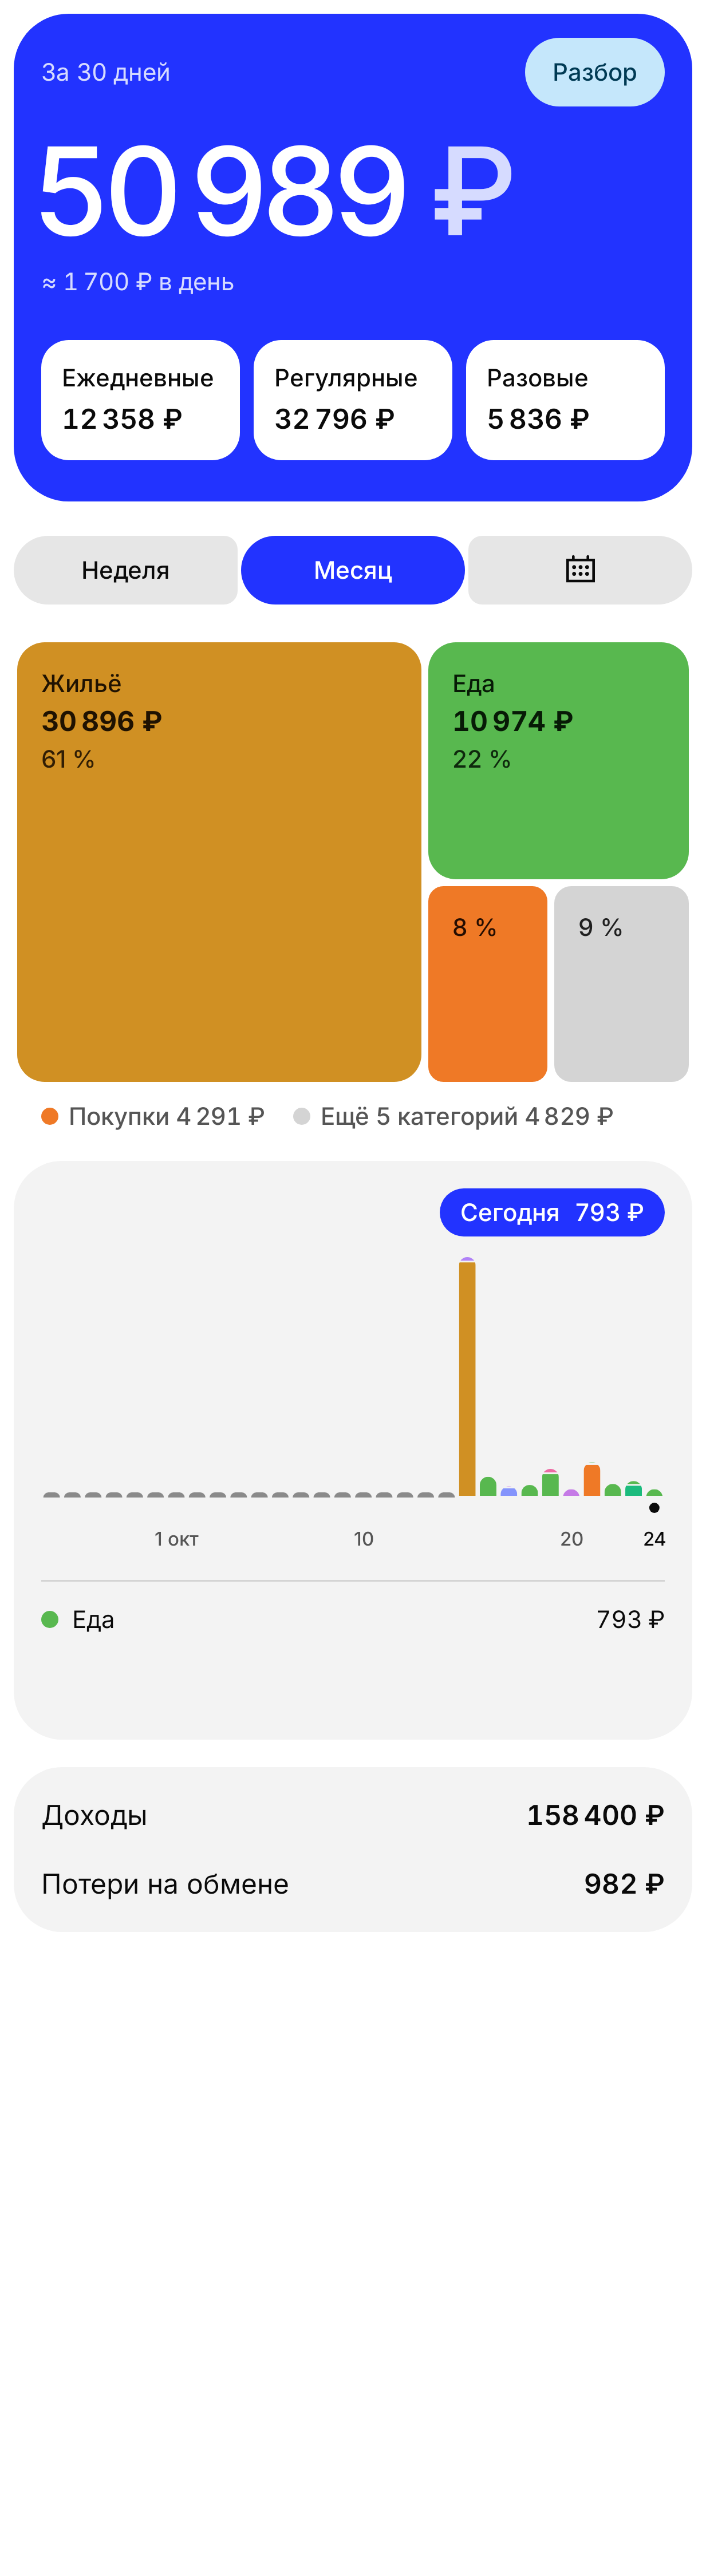 За 30 дней
Разбор
50 989 ₽
≈ 1 700 ₽ в день
Ежедневные
12 358 ₽
Регулярные
32 796 ₽
Разовые
5 836 ₽
Неделя
Месяц
Жильё
30 896 ₽
61 %
Еда
10 974 ₽
22 %
8 %
9 %
Покупки 4 291 ₽
Ещё 5 категорий 4 829 ₽
Сегодня 793 ₽
1 окт
10
20
24
Еда
793 ₽
Доходы
158 400 ₽
Потери на обмене
982 ₽